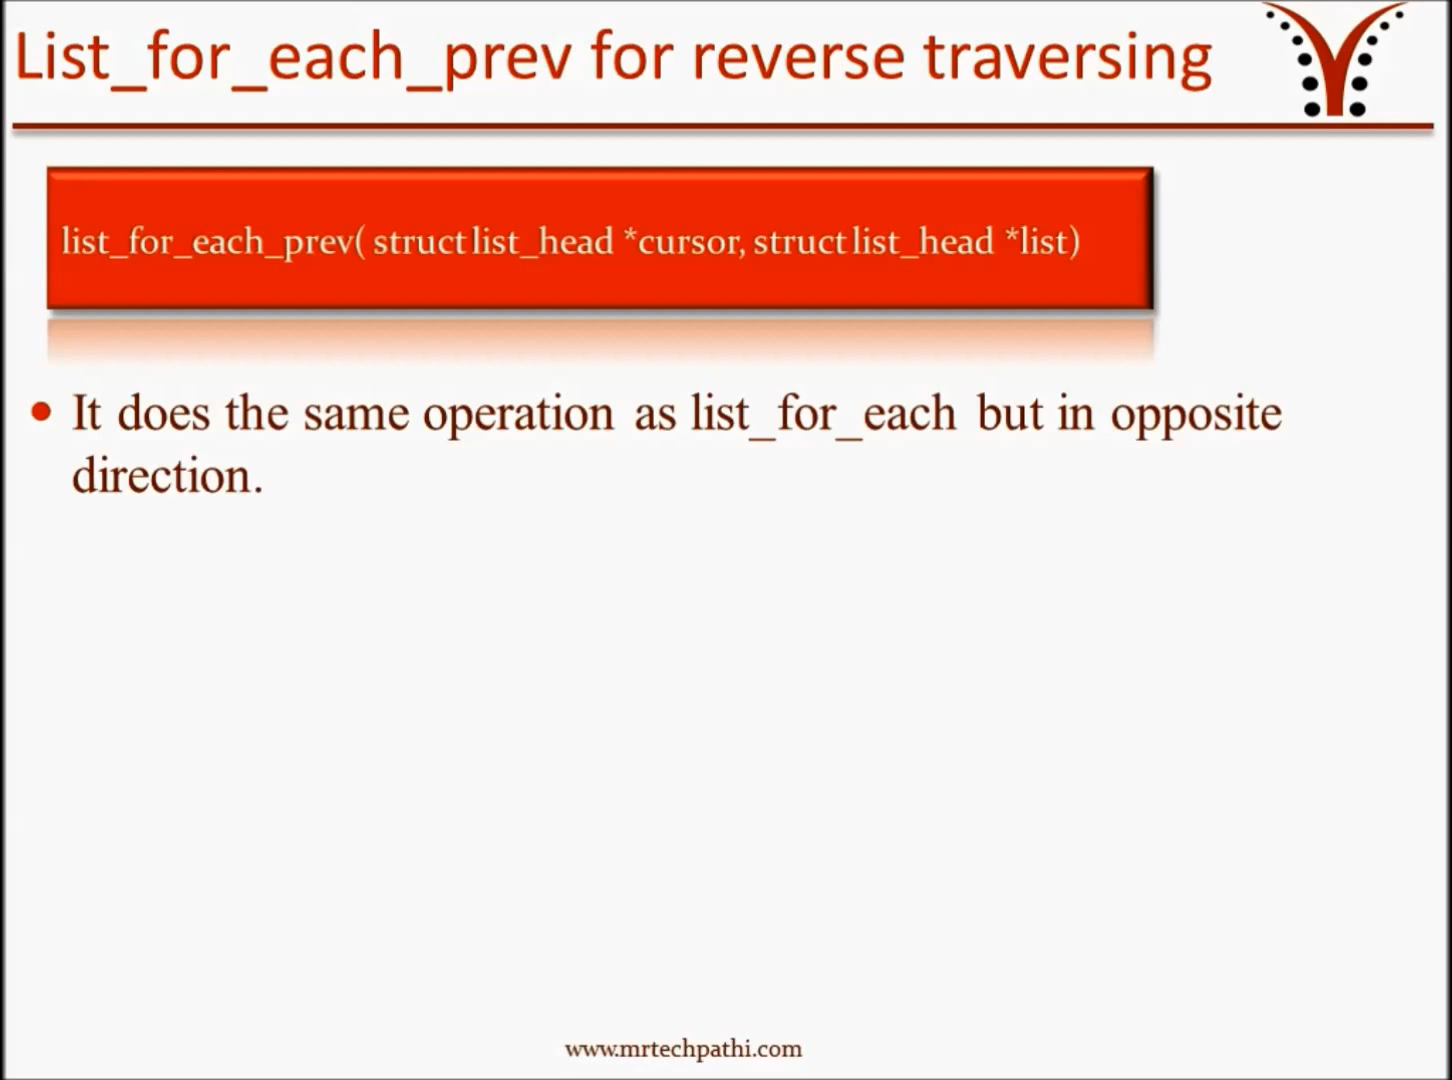 List_for_each_prev for reverse traversing
list_for_each_prev( struct list_head *cursor, struct list_head *list)
• It does the same operation as list_for_each but in opposite
direction.
www.mrtechpathi.com